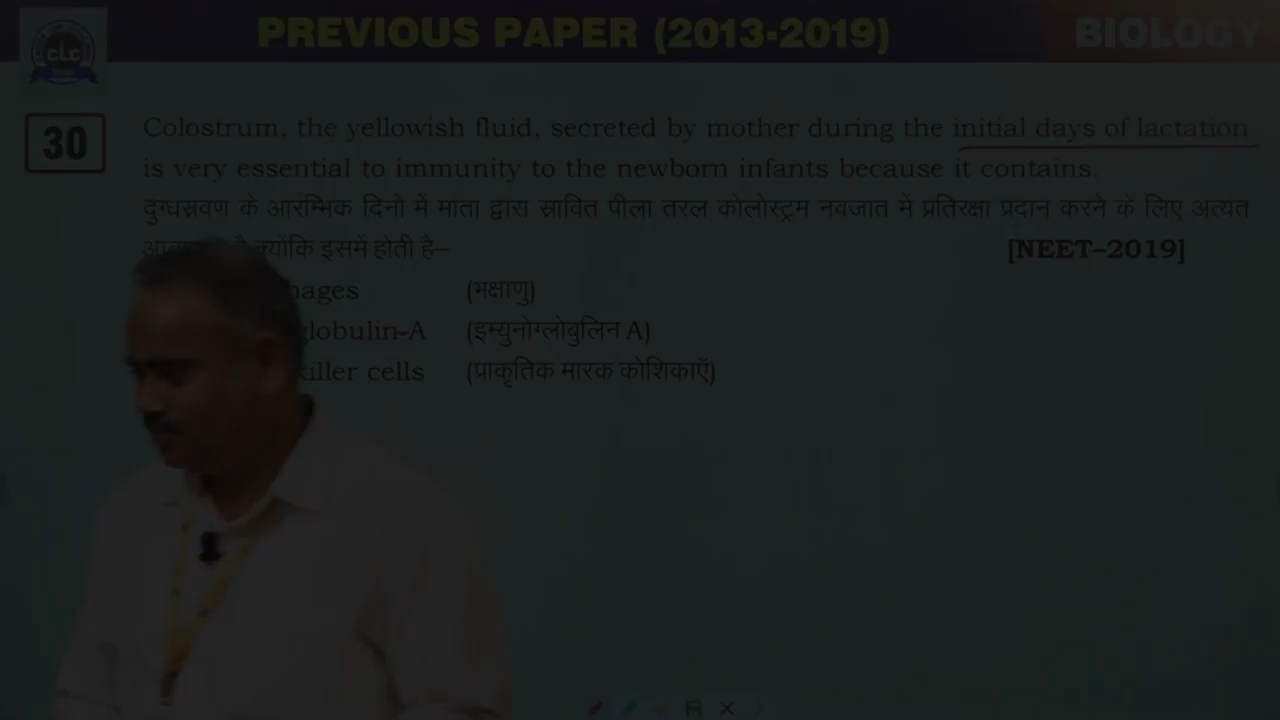 PREVIOUS PAPER (2013-2019)
BIOLOGY
CLC
30
Colostrum, the yellowish fluid, secreted by mother during the initial days of lactation
is very essential to immunity to the newborn infants because it contains.
दुग्धस्रवण के आरम्भिक दिनो में माता द्वारा स्रावित पीला तरल कोलोस्ट्रम नवजात में प्रतिरक्षा प्रदान करने के लिए अत्यंत
है क्योंकि इसमें होती है–
[NEET–2019]
hages (भक्षाणु)
globulin-A (इम्युनोग्लोबुलिन A)
killer cells (प्राकृतिक मारक कोशिकाएँ)